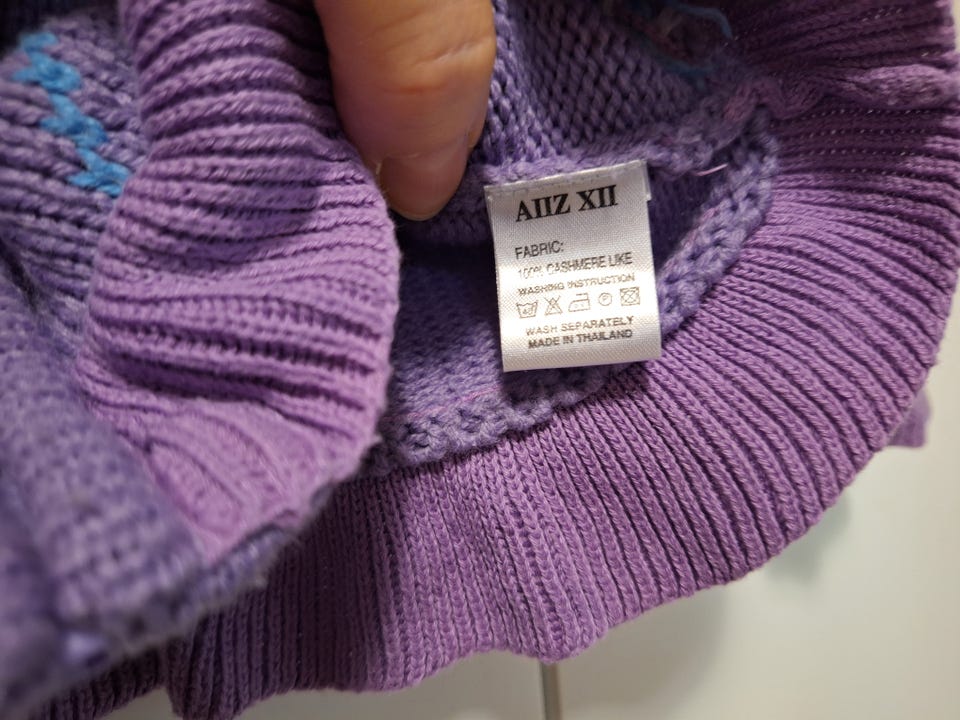 AIIZ XII
FABRIC:
100% CASHMERE LIKE
WASHING INSTRUCTION
WASH SEPARATELY
MADE IN THAILAND